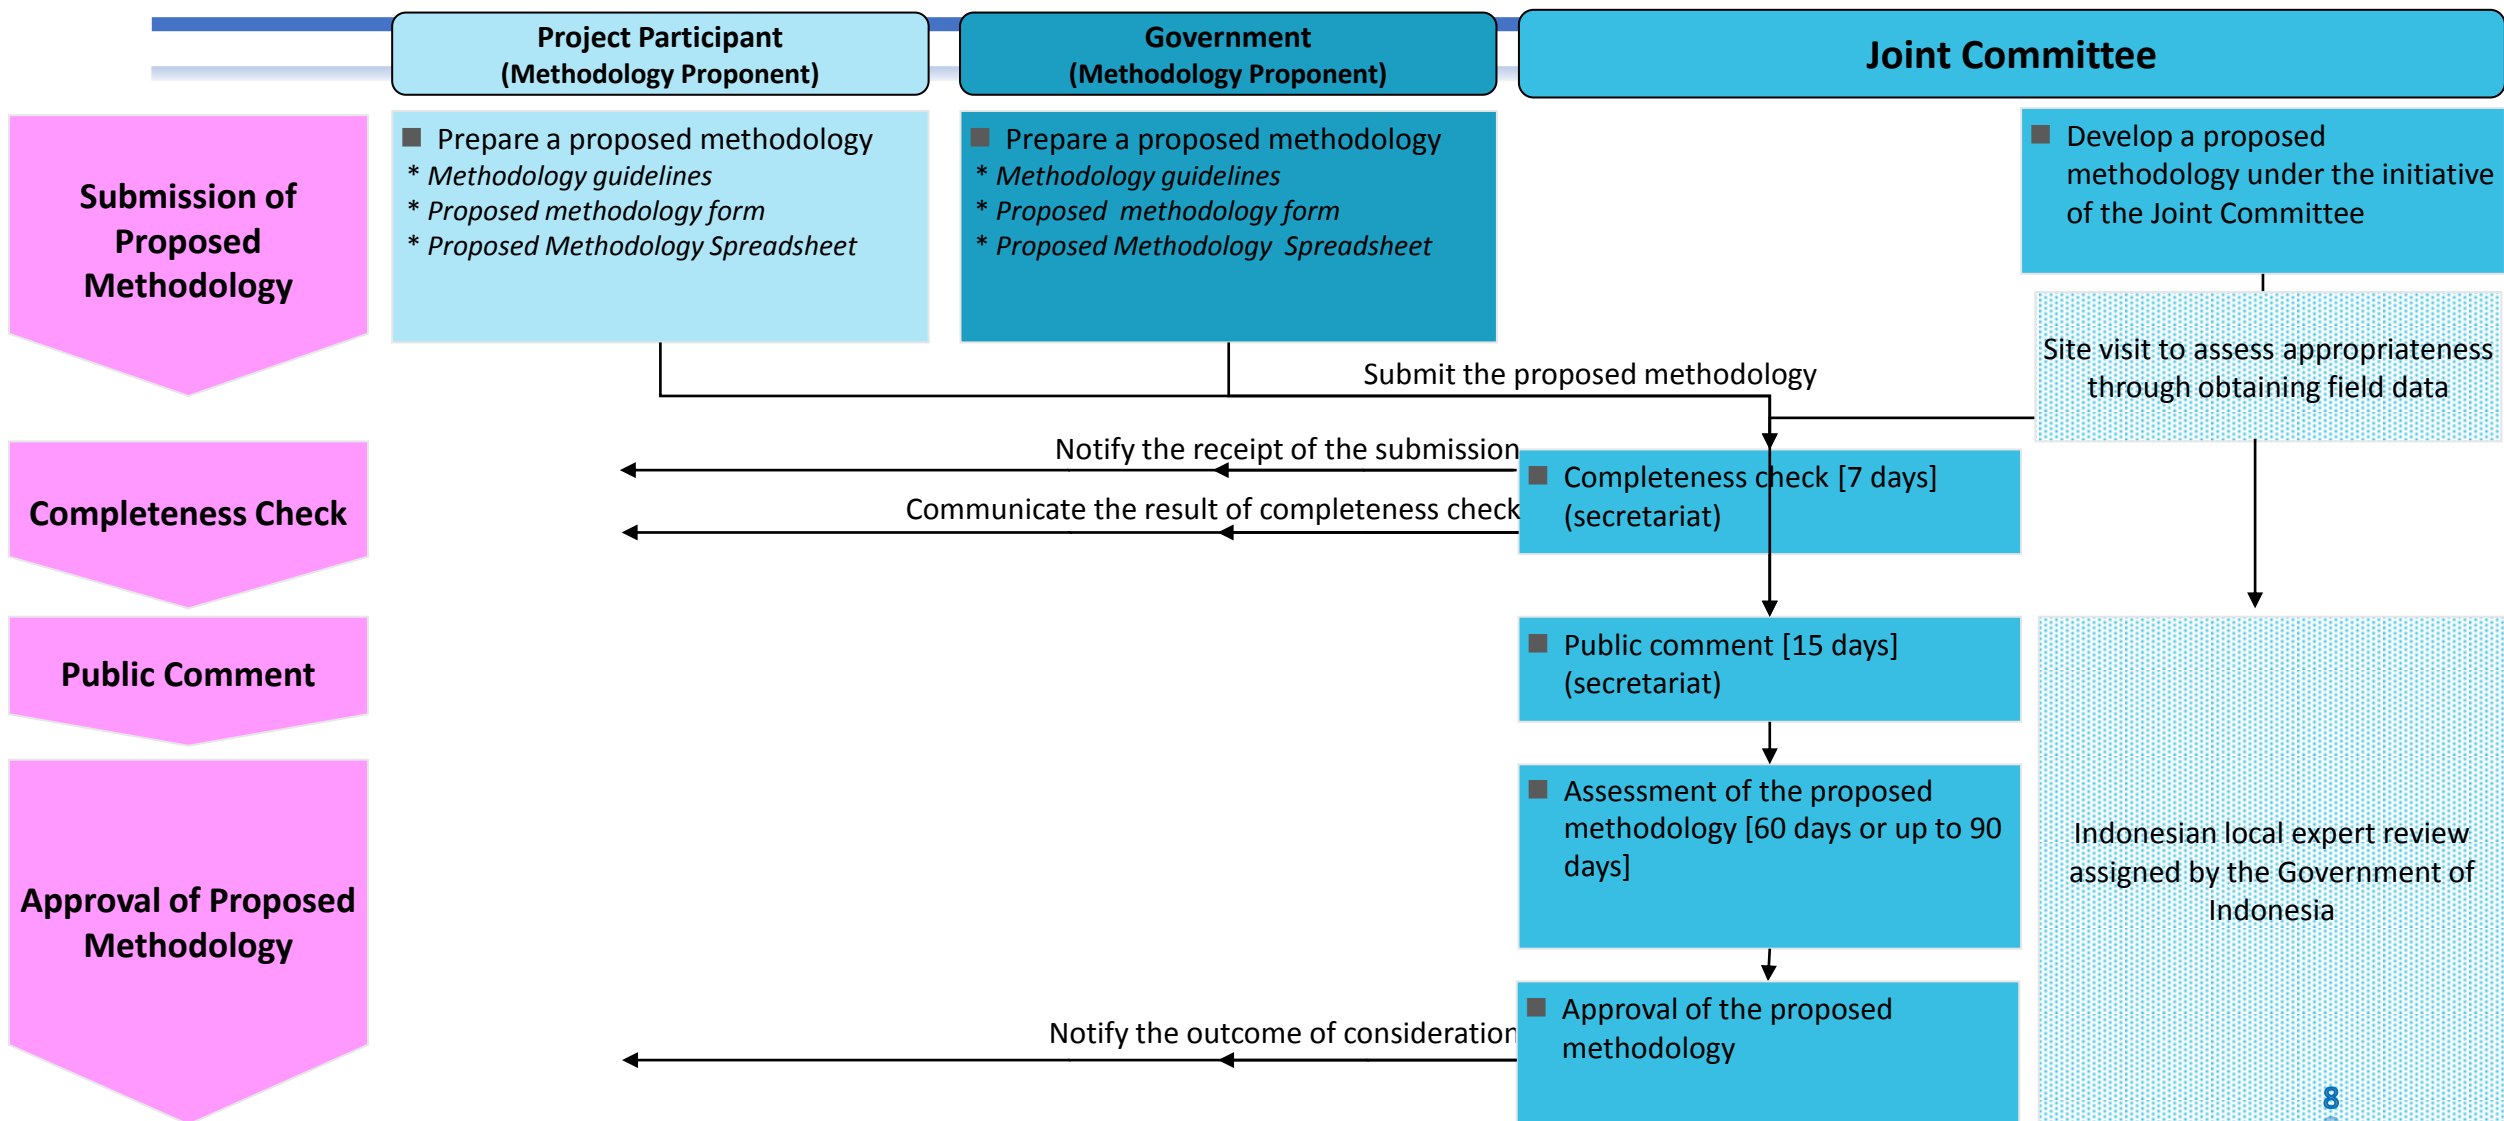 Project Participant
(Methodology Proponent)
Government
(Methodology Proponent)
Joint Committee
Submission of
Proposed
Methodology
■ Prepare a proposed methodology
* Methodology guidelines
* Proposed methodology form
* Proposed Methodology Spreadsheet
■ Prepare a proposed methodology
* Methodology guidelines
* Proposed methodology form
* Proposed Methodology Spreadsheet
■ Develop a proposed
methodology under the initiative
of the Joint Committee
Site visit to assess appropriateness
through obtaining field data
Submit the proposed methodology
Completeness Check
Notify the receipt of the submission
Communicate the result of completeness check
■ Completeness check [7 days]
(secretariat)
Public Comment
■ Public comment [15 days]
(secretariat)
Approval of Proposed
Methodology
■ Assessment of the proposed
methodology [60 days or up to 90
days]
Indonesian local expert review
assigned by the Government of
Indonesia
Notify the outcome of consideration
■ Approval of the proposed
methodology
8